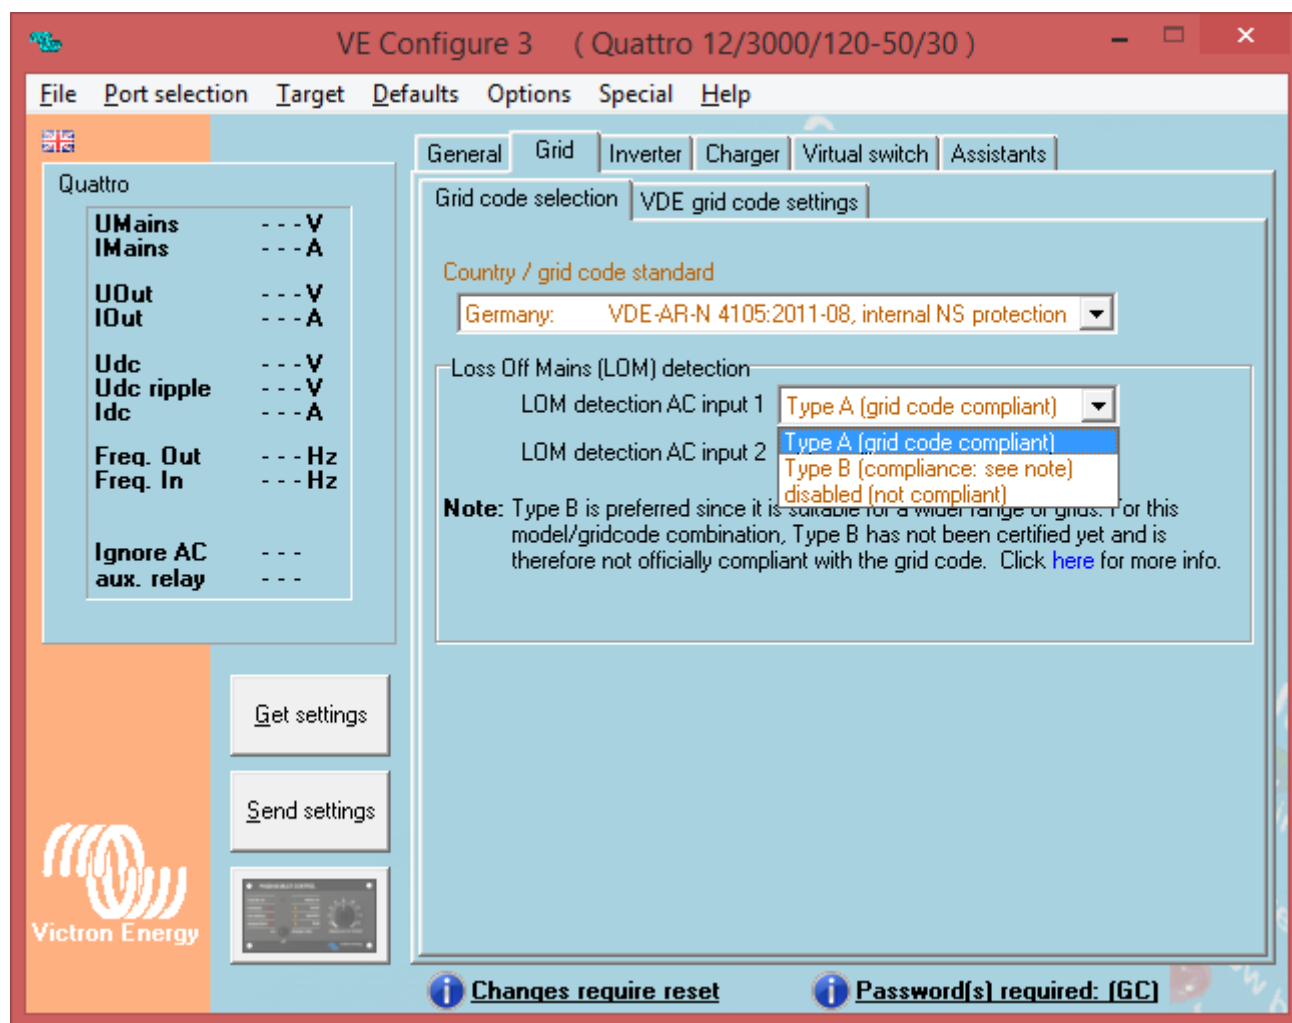 VE Configure 3 ( Quattro 12/3000/120-50/30 )
File Port selection Target Defaults Options Special Help
General Grid Inverter Charger Virtual switch Assistants
Grid code selection VDE grid code settings
Quattro
UMains - - - V
IMains - - - A
UOut - - - V
IOut - - - A
Udc - - - V
Udc ripple - - - V
Idc - - - A
Freq. Out - - - Hz
Freq. In - - - Hz
Ignore AC - - -
aux. relay - - -
Country / grid code standard
Germany: VDE-AR-N 4105:2011-08, internal NS protection
Loss Off Mains (LOM) detection
LOM detection AC input 1 Type A (grid code compliant)
Type A (grid code compliant)
LOM detection AC input 2
Type B (compliance: see note)
disabled (not compliant)
Note: Type B is preferred since it is suitable for a wider range of grids. For this
model/gridcode combination, Type B has not been certified yet and is
therefore not officially compliant with the grid code. Click here for more info.
Get settings
Send settings
Victron Energy
Changes require reset
Password(s) required: (GC)